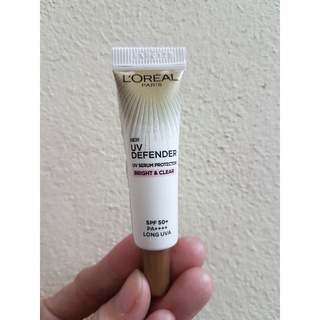 L'ORÉAL
PARIS
NEW
UV
DEFENDER
UV SERUM PROTECTOR
BRIGHT & CLEAR
SPF 50+
PA++++
LONG UVA